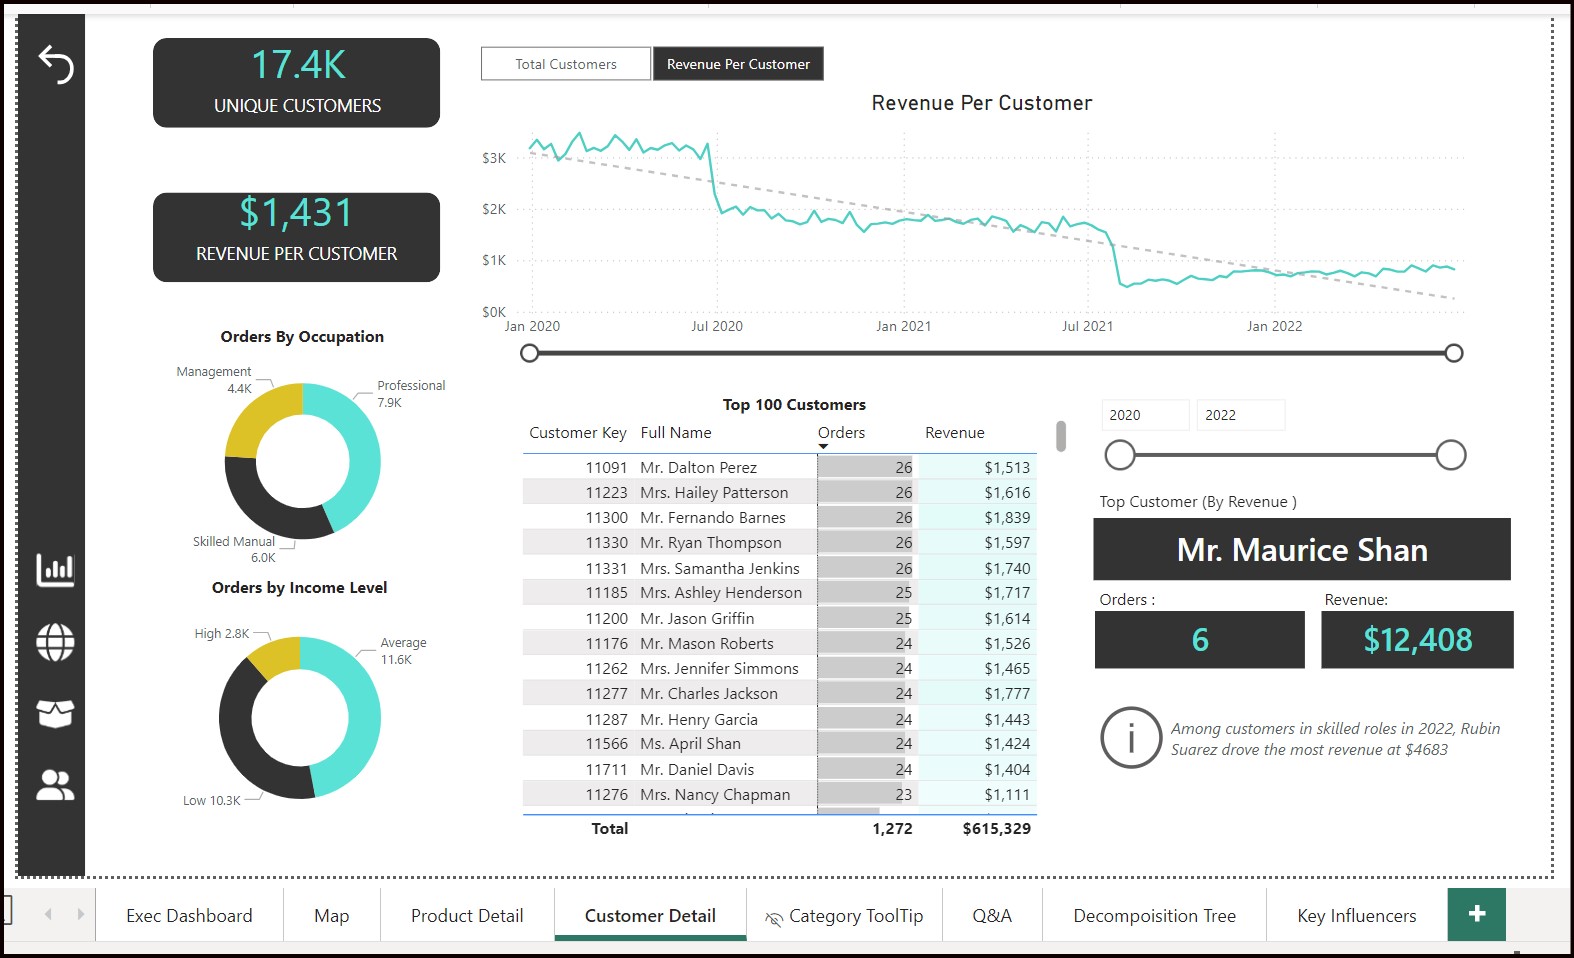 17.4K
UNIQUE CUSTOMERS
$1,431
REVENUE PER CUSTOMER
Total Customers
Revenue Per Customer
Revenue Per Customer
$3K
$2K
$1K
$0K
Jan 2020 Jul 2020 Jan 2021 Jul 2021 Jan 2022
Orders By Occupation
Management
4.4K
Professional
7.9K
Skilled Manual
6.0K
Orders by Income Level
High 2.8K
Average
11.6K
Low 10.3K
Top 100 Customers
Customer Key Full Name Orders Revenue
11091 Mr. Dalton Perez 26 $1,513
11223 Mrs. Hailey Patterson 26 $1,616
11300 Mr. Fernando Barnes 26 $1,839
11330 Mr. Ryan Thompson 26 $1,597
11331 Mrs. Samantha Jenkins 26 $1,740
11185 Mrs. Ashley Henderson 25 $1,717
11200 Mr. Jason Griffin 25 $1,614
11176 Mr. Mason Roberts 24 $1,526
11262 Mrs. Jennifer Simmons 24 $1,465
11277 Mr. Charles Jackson 24 $1,777
11287 Mr. Henry Garcia 24 $1,443
11566 Ms. April Shan 24 $1,424
11711 Mr. Daniel Davis 24 $1,404
11276 Mrs. Nancy Chapman 23 $1,111
Total 1,272 $615,329
2020 2022
Top Customer (By Revenue )
Mr. Maurice Shan
Orders : Revenue:
6 $12,408
i
Among customers in skilled roles in 2022, Rubin
Suarez drove the most revenue at $4683
Exec Dashboard Map Product Detail Customer Detail Category ToolTip Q&A Decompoisition Tree Key Influencers +